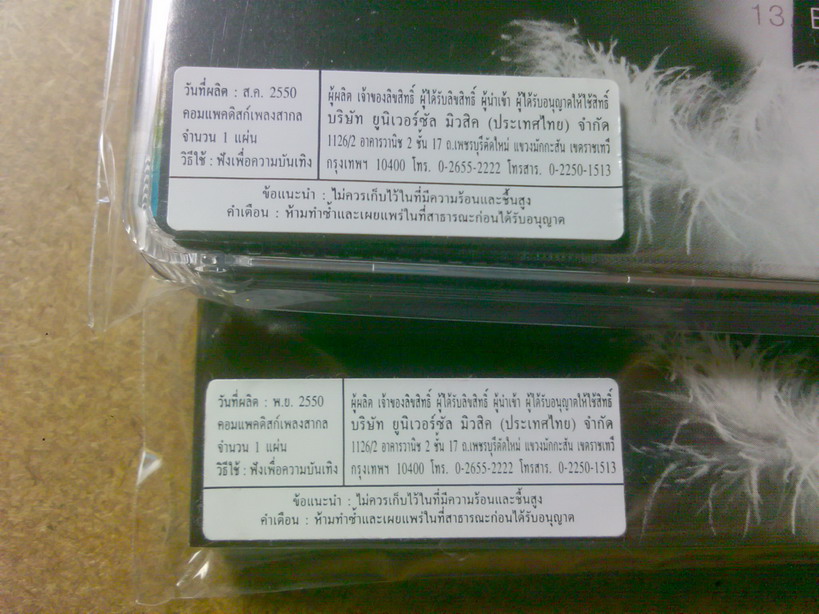 13
วันที่ผลิต : ส.ค. 2550
คอมแพคดิสก์เพลงสากล
จำนวน 1 แผ่น
วิธีใช้ : ฟังเพื่อความบันเทิง
ผู้ผลิต เจ้าของลิขสิทธิ์ ผู้ได้รับลิขสิทธิ์ ผู้นำเข้า ผู้ได้รับอนุญาตให้ใช้สิทธิ์
บริษัท ยูนิเวอร์ซัล มิวสิค (ประเทศไทย) จำกัด
1126/2 อาคารวานิช 2 ชั้น 17 ถ.เพชรบุรีตัดใหม่ แขวงมักกะสัน เขตราชเทวี
กรุงเทพฯ 10400 โทร. 0-2655-2222 โทรสาร. 0-2250-1513
ข้อแนะนำ : ไม่ควรเก็บไว้ในที่มีความร้อนและชื้นสูง
คำเตือน : ห้ามทำซ้ำและเผยแพร่ในที่สาธารณะก่อนได้รับอนุญาต
วันที่ผลิต : พ.ย. 2550
คอมแพคดิสก์เพลงสากล
จำนวน 1 แผ่น
วิธีใช้ : ฟังเพื่อความบันเทิง
ผู้ผลิต เจ้าของลิขสิทธิ์ ผู้ได้รับลิขสิทธิ์ ผู้นำเข้า ผู้ได้รับอนุญาตให้ใช้สิทธิ์
บริษัท ยูนิเวอร์ซัล มิวสิค (ประเทศไทย) จำกัด
1126/2 อาคารวานิช 2 ชั้น 17 ถ.เพชรบุรีตัดใหม่ แขวงมักกะสัน เขตราชเทวี
กรุงเทพฯ 10400 โทร. 0-2655-2222 โทรสาร. 0-2250-1513
ข้อแนะนำ : ไม่ควรเก็บไว้ในที่มีความร้อนและชื้นสูง
คำเตือน : ห้ามทำซ้ำและเผยแพร่ในที่สาธารณะก่อนได้รับอนุญาต